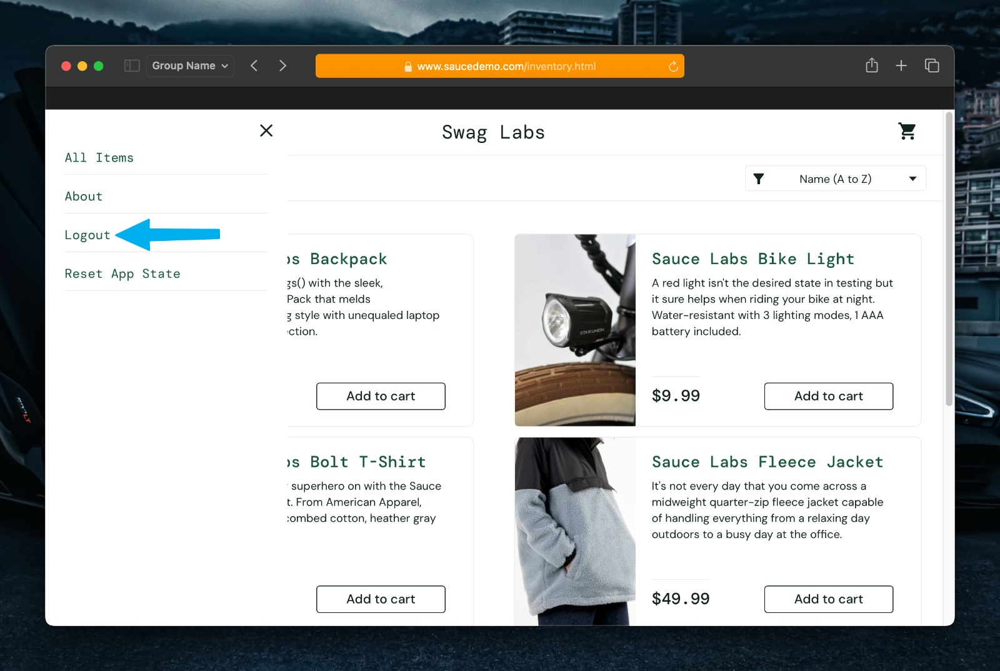 Group Name
www.saucedemo.com/inventory.html
Swag Labs
All Items
About
Logout
Reset App State
Name (A to Z)
s Backpack
gs() with the sleek,
Pack that melds
g style with unequaled laptop
ction.
Add to cart
Sauce Labs Bike Light
A red light isn't the desired state in testing but
it sure helps when riding your bike at night.
Water-resistant with 3 lighting modes, 1 AAA
battery included.
STAR UNION
$9.99
Add to cart
s Bolt T-Shirt
superhero on with the Sauce
t. From American Apparel,
combed cotton, heather gray
Add to cart
Sauce Labs Fleece Jacket
It's not every day that you come across a
midweight quarter-zip fleece jacket capable
of handling everything from a relaxing day
outdoors to a busy day at the office.
$49.99
Add to cart